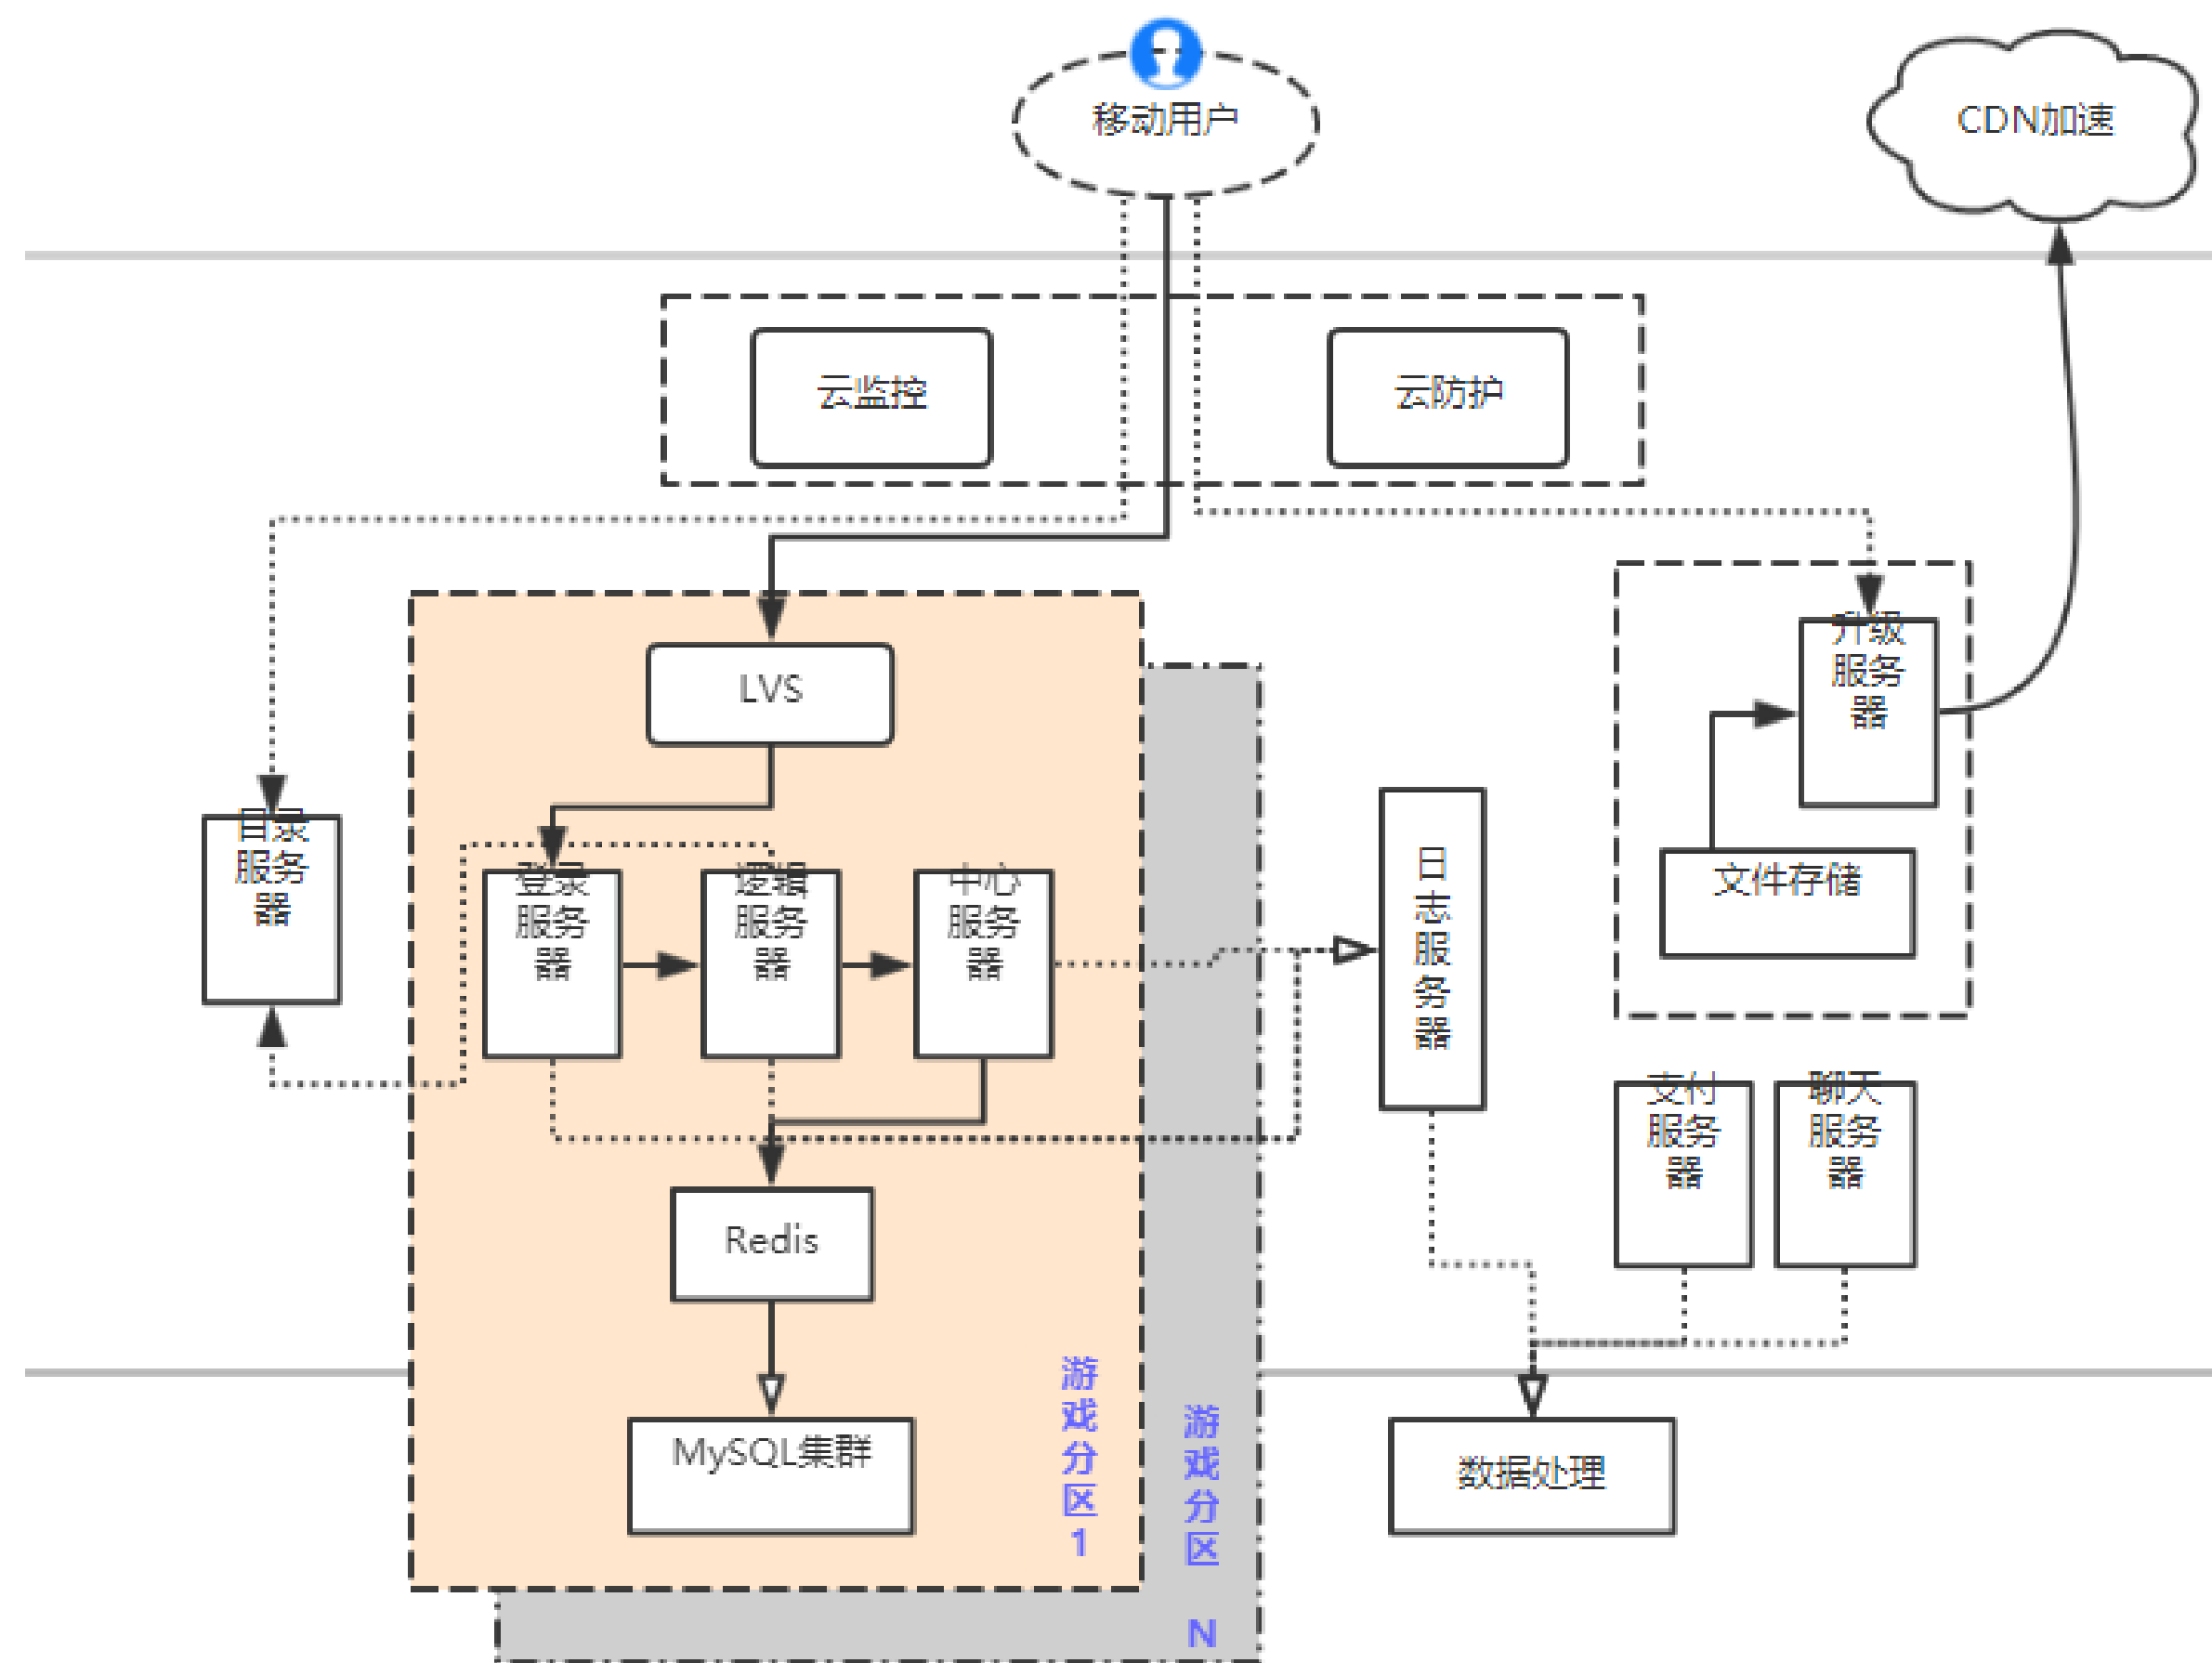 移动用户
CDN加速
云监控
云防护
LVS
升级
服务
器
目录
服务
器
登录
服务
器
逻辑
服务
器
中心
服务
器
日
志
服
务
器
文件存储
支付
服务
器
聊天
服务
器
Redis
MySQL集群
游
戏
分
区
1
游
戏
分
区
N
数据处理